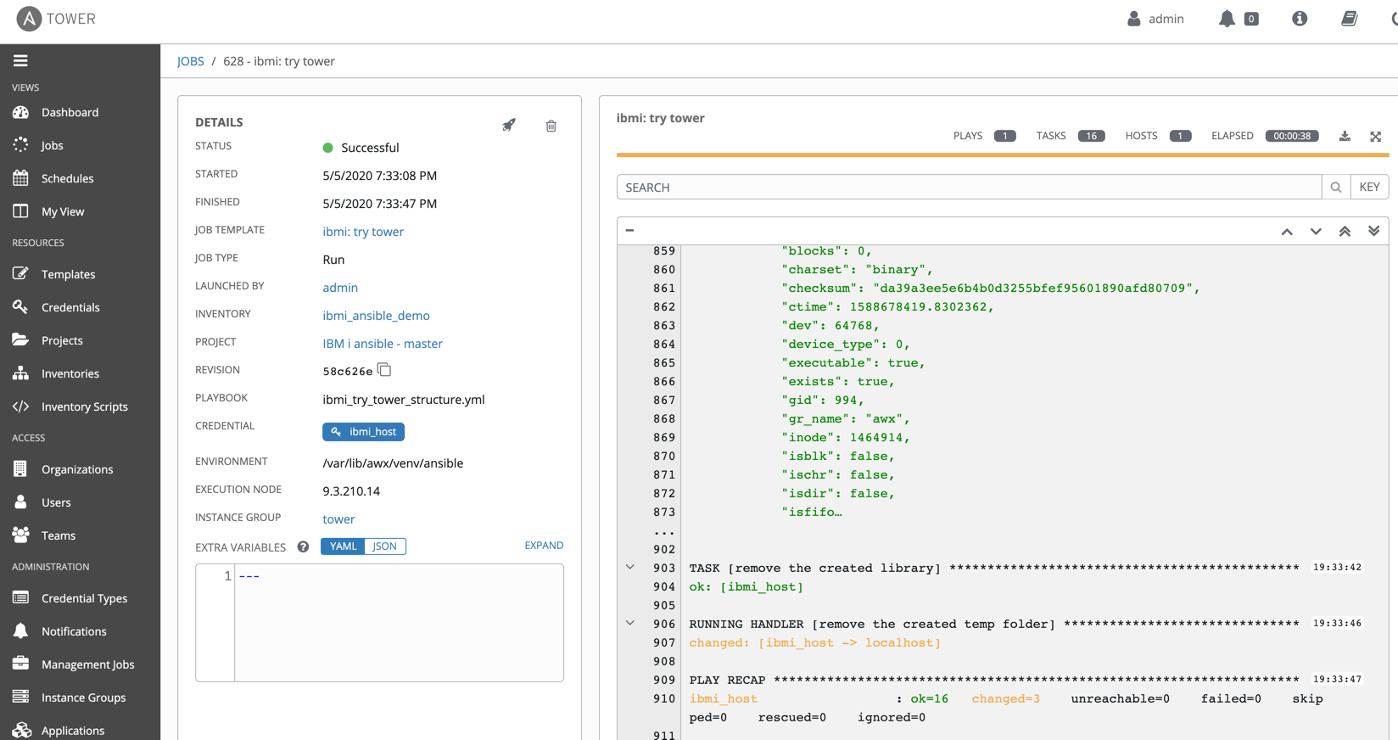 TOWER
admin
0
JOBS / 628 - ibmi: try tower
VIEWS
Dashboard
Jobs
Schedules
My View
RESOURCES
Templates
Credentials
Projects
Inventories
Inventory Scripts
ACCESS
Organizations
Users
Teams
ADMINISTRATION
Credential Types
Notifications
Management Jobs
Instance Groups
Applications
DETAILS
STATUS Successful
STARTED 5/5/2020 7:33:08 PM
FINISHED 5/5/2020 7:33:47 PM
JOB TEMPLATE ibmi: try tower
JOB TYPE Run
LAUNCHED BY admin
INVENTORY ibmi_ansible_demo
PROJECT IBM i ansible - master
REVISION 58c626e
PLAYBOOK ibmi_try_tower_structure.yml
CREDENTIAL ibmi_host
ENVIRONMENT /var/lib/awx/venv/ansible
EXECUTION NODE 9.3.210.14
INSTANCE GROUP tower
EXTRA VARIABLES ? YAML JSON EXPAND
1 ---
ibmi: try tower
PLAYS 1 TASKS 16 HOSTS 1 ELAPSED 00:00:38
SEARCH KEY
859 "blocks": 0,
860 "charset": "binary",
861 "checksum": "da39a3ee5e6b4b0d3255bfef95601890afd80709",
862 "ctime": 1588678419.8302362,
863 "dev": 64768,
864 "device_type": 0,
865 "executable": true,
866 "exists": true,
867 "gid": 994,
868 "gr_name": "awx",
869 "inode": 1464914,
870 "isblk": false,
871 "ischr": false,
872 "isdir": false,
873 "isfifo…
...
902
903 TASK [remove the created library] ********************************************** 19:33:42
904 ok: [ibmi_host]
905
906 RUNNING HANDLER [remove the created temp folder] ******************************* 19:33:46
907 changed: [ibmi_host -> localhost]
908
909 PLAY RECAP ********************************************************************* 19:33:47
910 ibmi_host : ok=16 changed=3 unreachable=0 failed=0 skip
ped=0 rescued=0 ignored=0
911